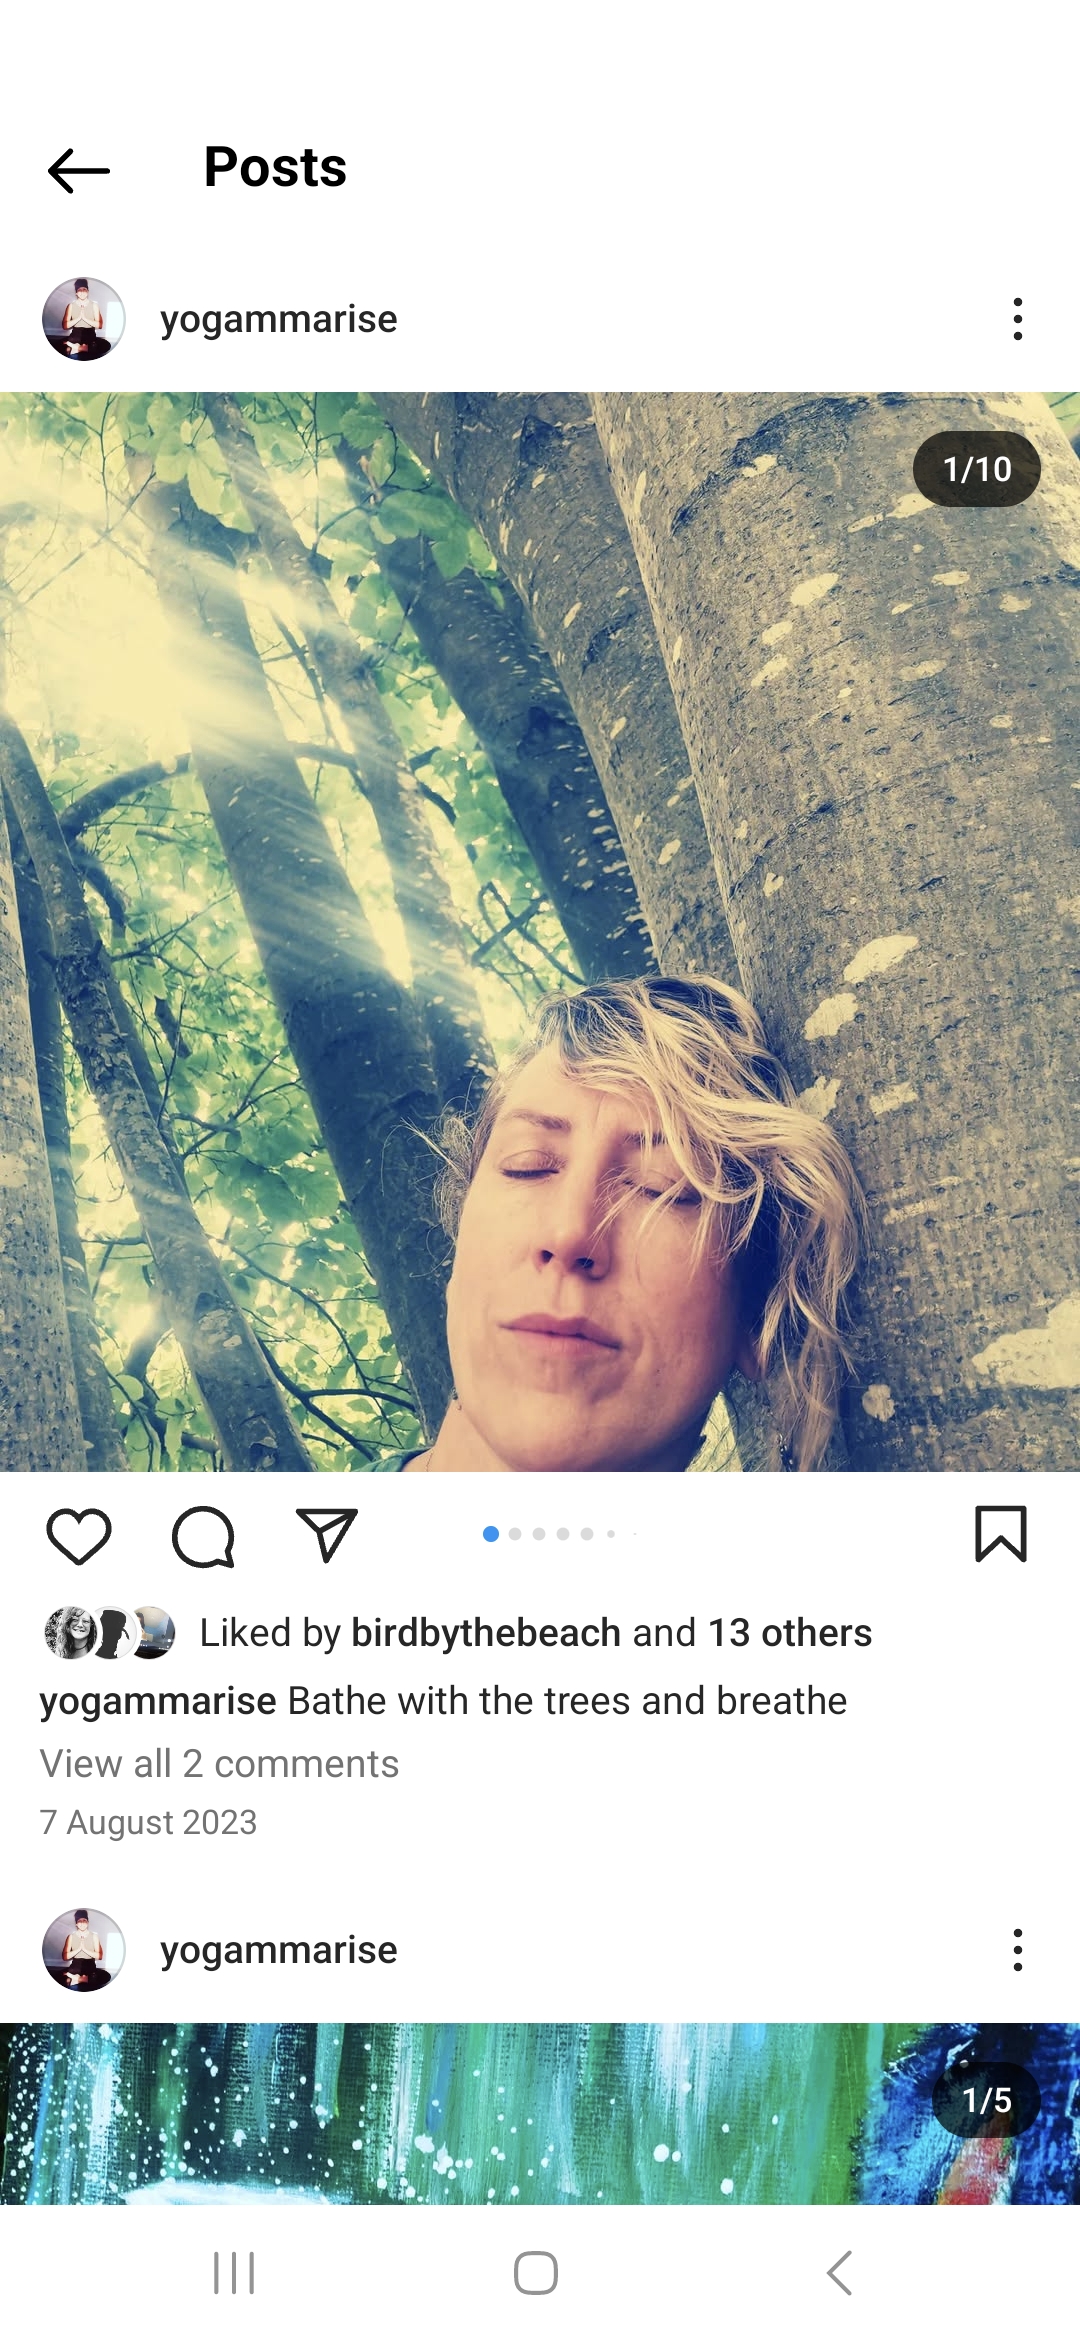 Posts
yogammarise
1/10
Liked by birdbythebeach and 13 others
yogammarise Bathe with the trees and breathe
View all 2 comments
7 August 2023
yogammarise
1/5